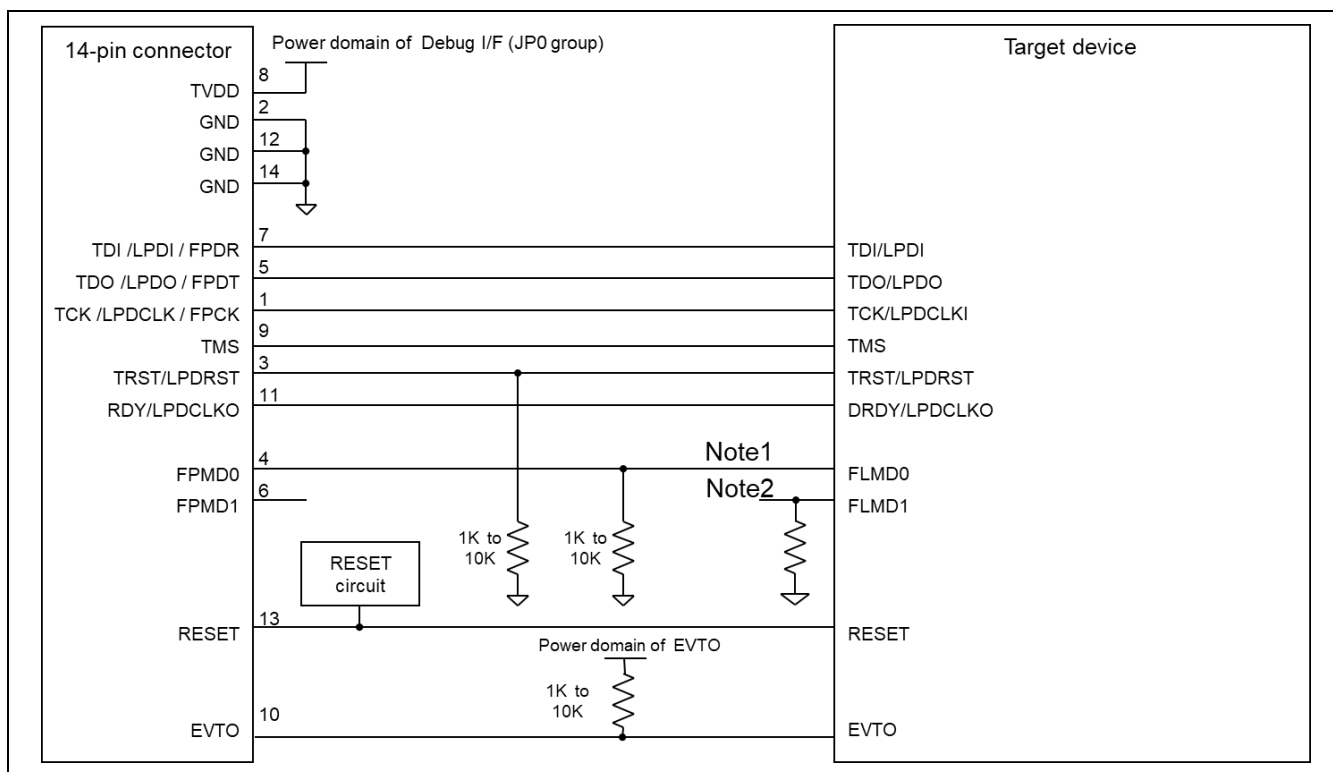 14-pin connector
Power domain of Debug I/F (JP0 group)
Target device
8
TVDD
2
GND
12
GND
14
GND
7
TDI /LPDI / FPDR
TDI/LPDI
5
TDO /LPDO / FPDT
TDO/LPDO
1
TCK /LPDCLK / FPCK
TCK/LPDCLKI
9
TMS
TMS
3
TRST/LPDRST
TRST/LPDRST
11
RDY/LPDCLKO
DRDY/LPDCLKO
4
Note1
FPMD0
FLMD0
6
Note2
FPMD1
FLMD1
1K to
10K
1K to
10K
RESET
circuit
13
RESET
RESET
Power domain of EVTO
1K to
10K
10
EVTO
EVTO